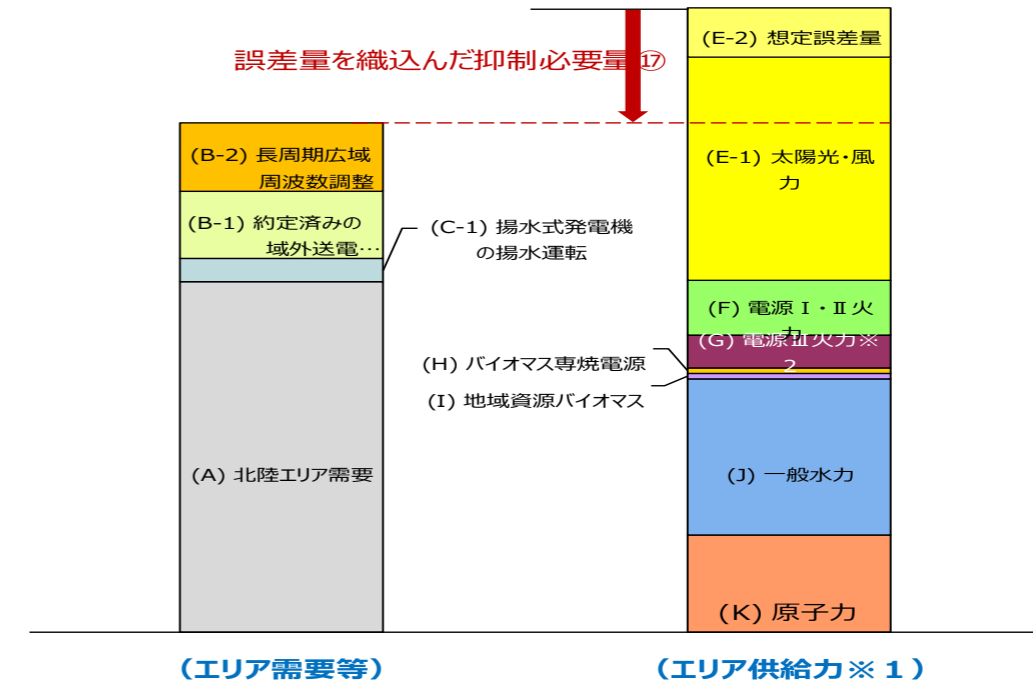 誤差量を織込んだ抑制必要量⑰
(B-2) 長周期広域
周波数調整
(B-1) 約定済みの
域外送電…
(C-1) 揚水式発電機
の揚水運転
(A) 北陸エリア需要
(エリア需要等)
(E-2) 想定誤差量
(E-1) 太陽光・風
力
(F) 電源Ⅰ・Ⅱ火
力
(G) 電源Ⅲ火力※
2
(H) バイオマス専焼電源
(I) 地域資源バイオマス
(J) 一般水力
(K) 原子力
(エリア供給力※1)